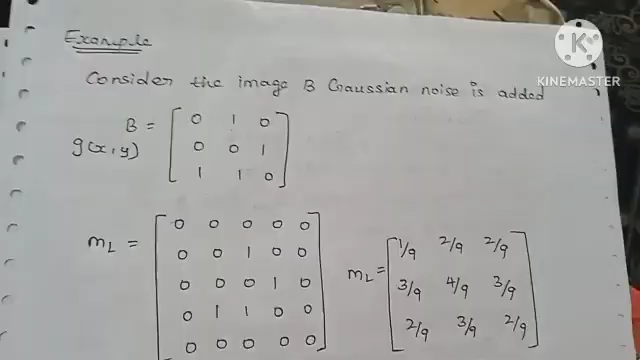 Example
K
KINEMASTER
Consider the image B Gaussian noise is added
B = [ 0 1 0
g(x,y) 0 0 1
1 1 0 ]
mL = [ 0 0 0 0 0
0 0 1 0 0
0 0 0 1 0
0 1 1 0 0
0 0 0 0 0 ]
mL = [ 1/9 2/9 2/9
3/9 4/9 3/9
2/9 3/9 2/9 ]